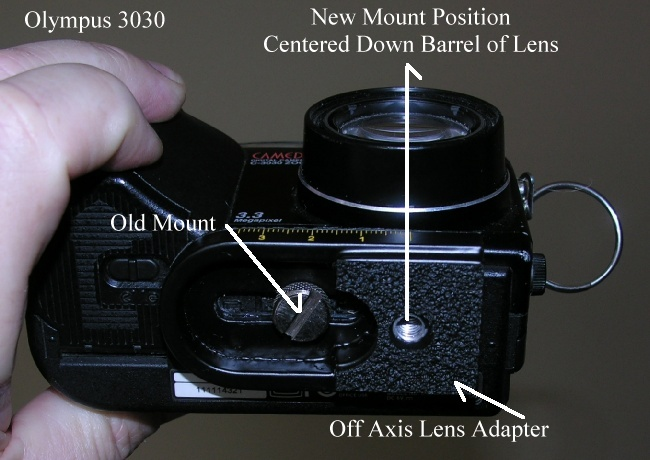 Olympus 3030
New Mount Position
Centered Down Barrel of Lens
CAMED
3.3
Megapixel
Old Mount
3 2 1
Off Axis Lens Adapter